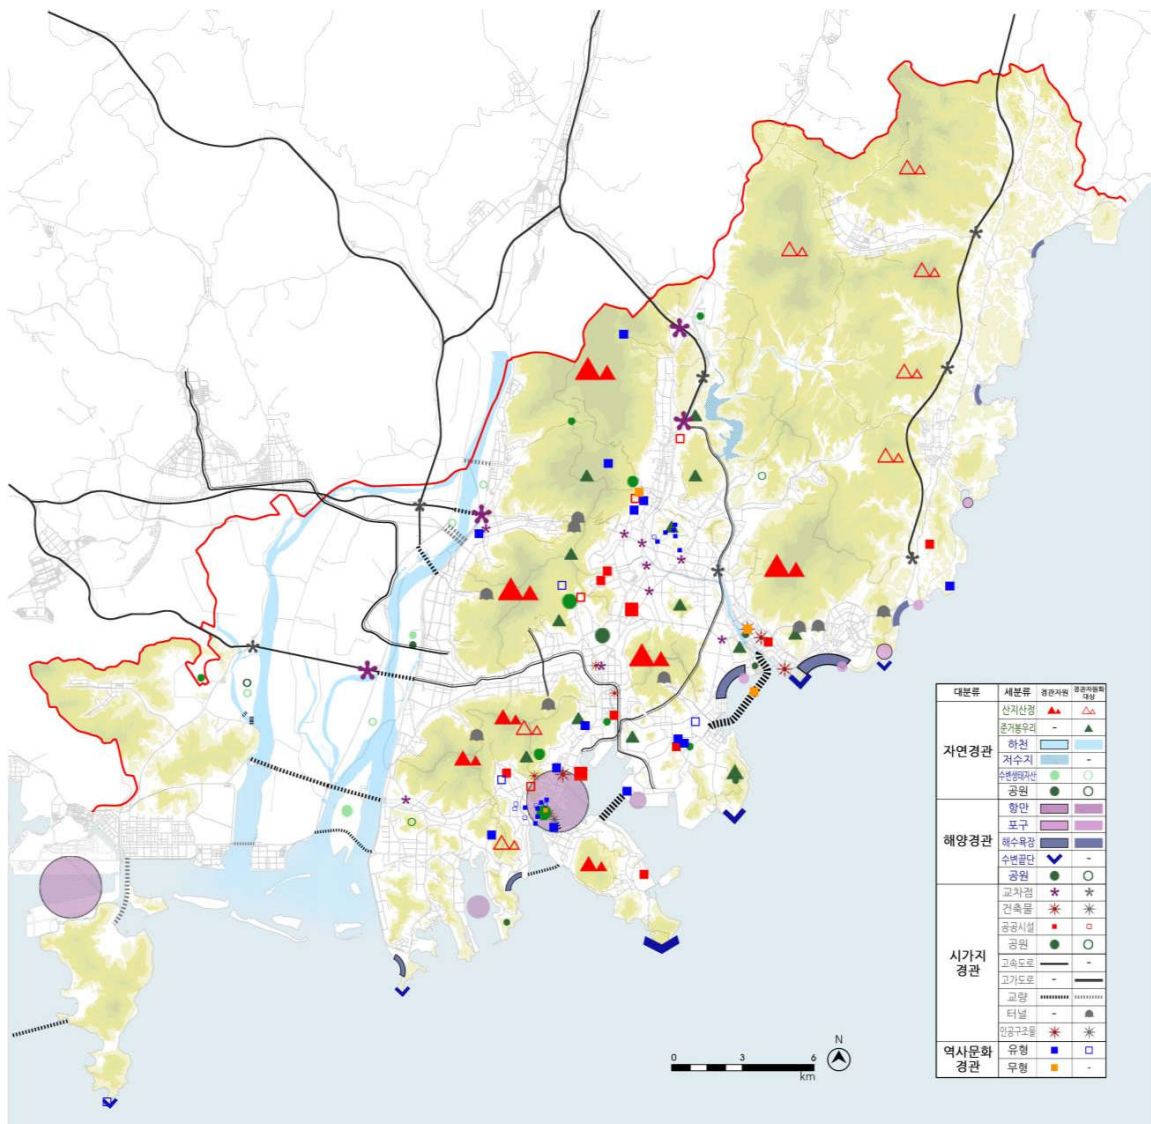 대분류 세분류 경관자원 경관자원화 대상
자연경관
산지산정
준거봉우리 -
하천
저수지 -
수변생태자산
공원
해양경관
항만
포구
해수욕장
수변끝단 -
공원
시가지 경관
교차점
건축물
공공시설
공원
고속도로 -
고가도로 -
교량
터널 -
인공구조물
역사문화 경관
유형
무형 -
N
0 3 6
km